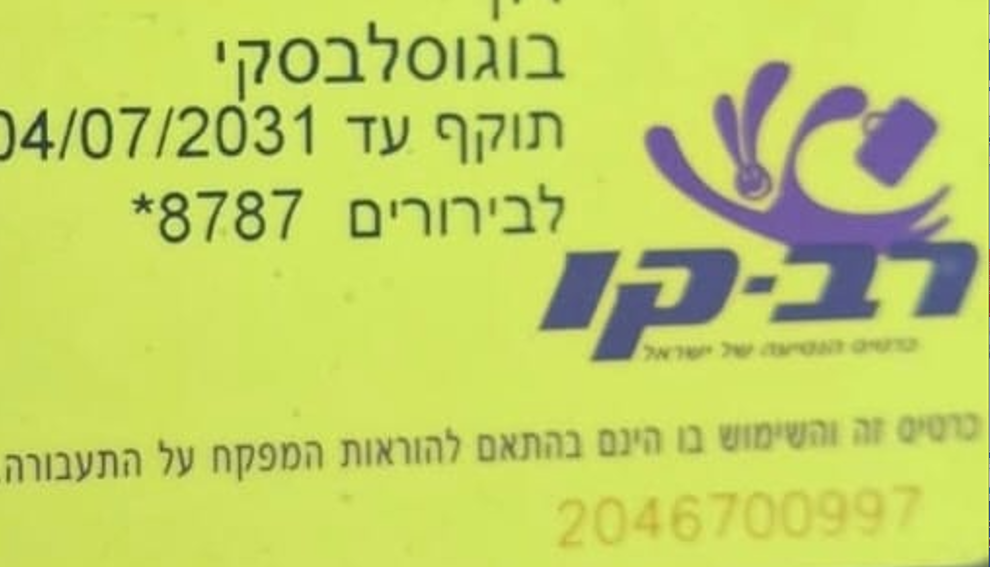 בוגוסלבסקי
תוקף עד 04/07/2031
לבירורים 8787*
רב-קו
כרטיס הנסיעה של ישראל
כרטיס זה והשימוש בו הינם בהתאם להוראות המפקח על התעבורה.
2046700997